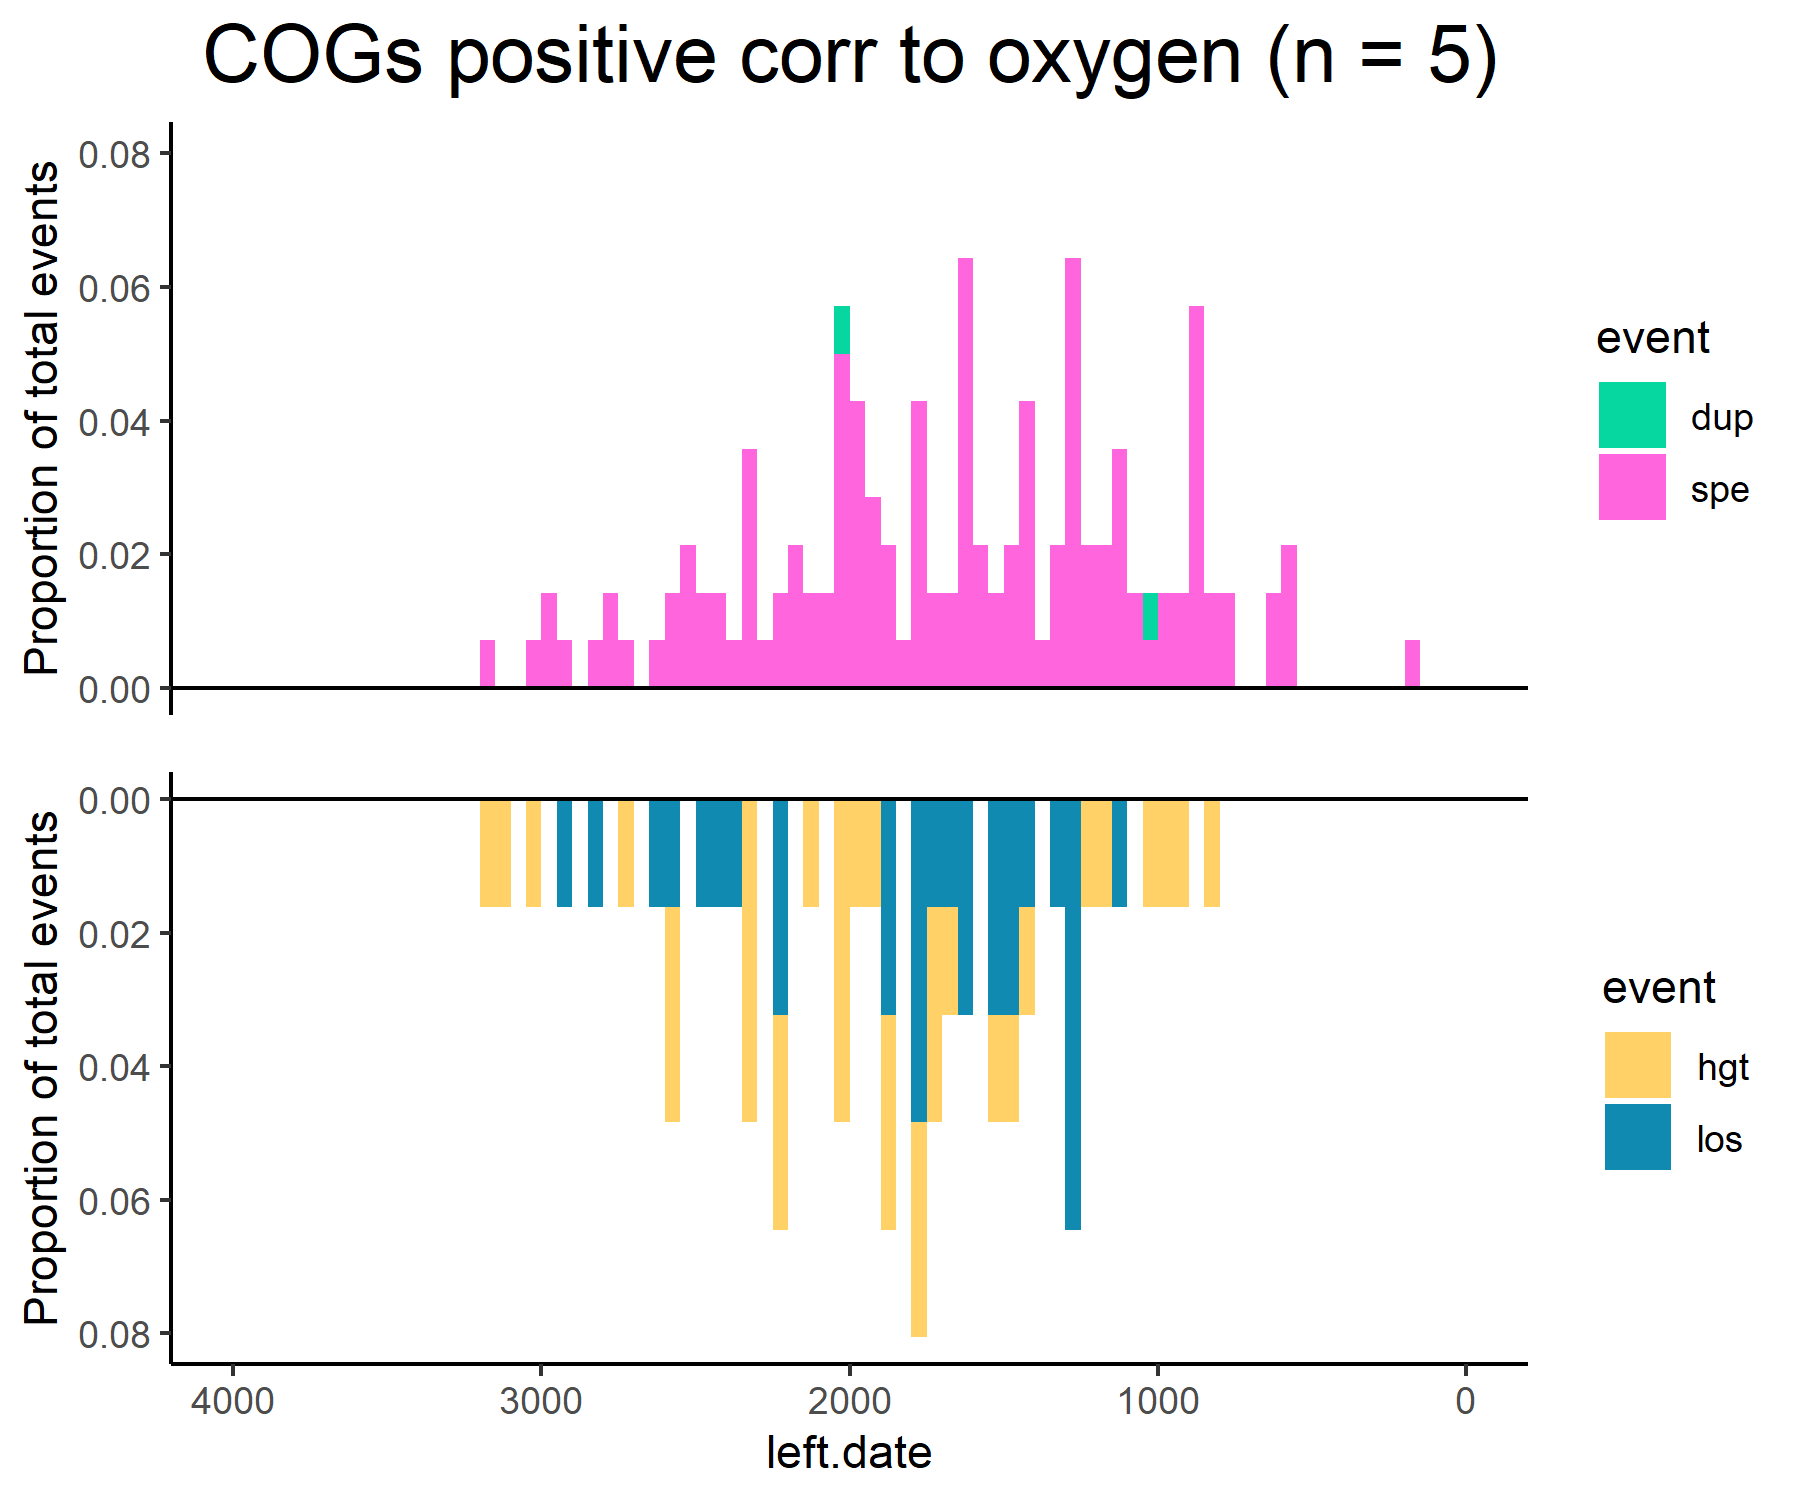 COGs positive corr to oxygen (n = 5)
Proportion of total events
0.08
0.06
0.04
0.02
0.00
event
dup
spe
Proportion of total events
0.00
0.02
0.04
0.06
0.08
event
hgt
los
4000 3000 2000 1000 0
left.date